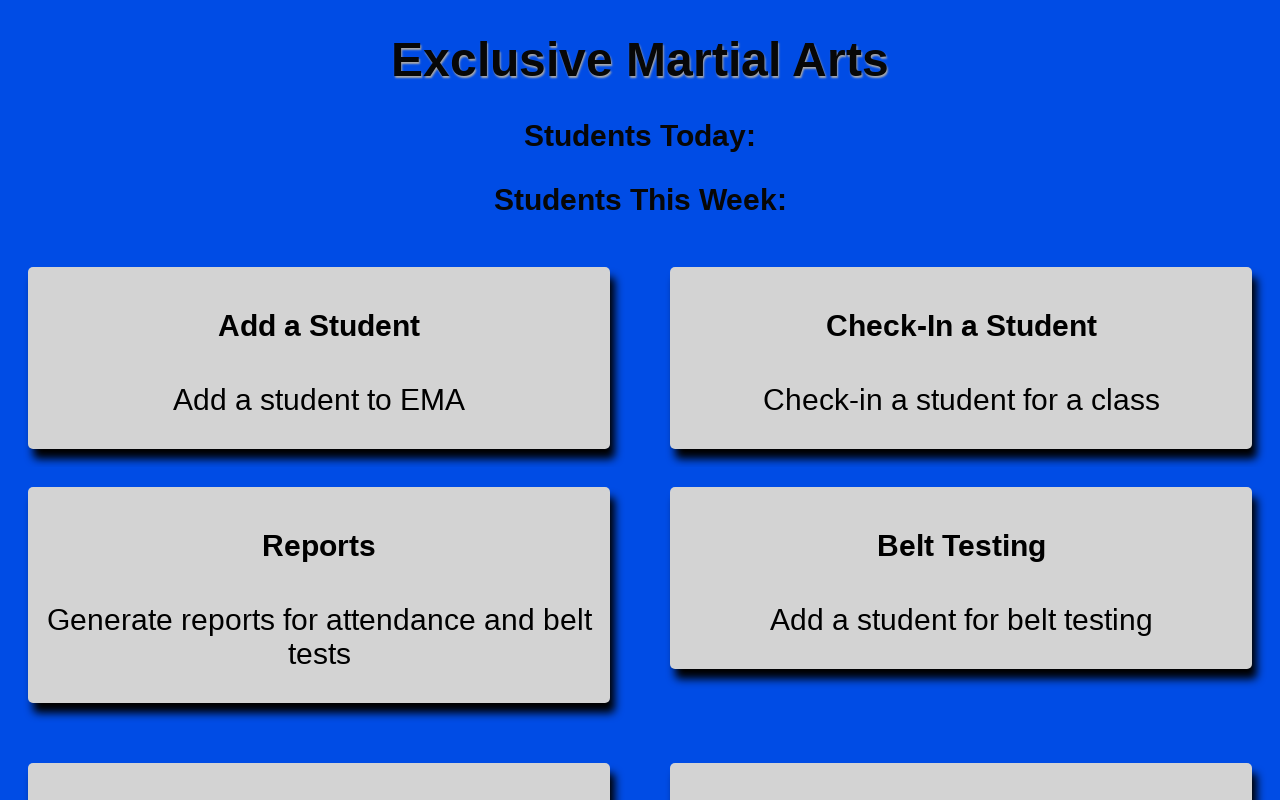 Exclusive Martial Arts
Students Today:
Students This Week:
Add a Student
Add a student to EMA
Check-In a Student
Check-in a student for a class
Reports
Generate reports for attendance and belt
tests
Belt Testing
Add a student for belt testing